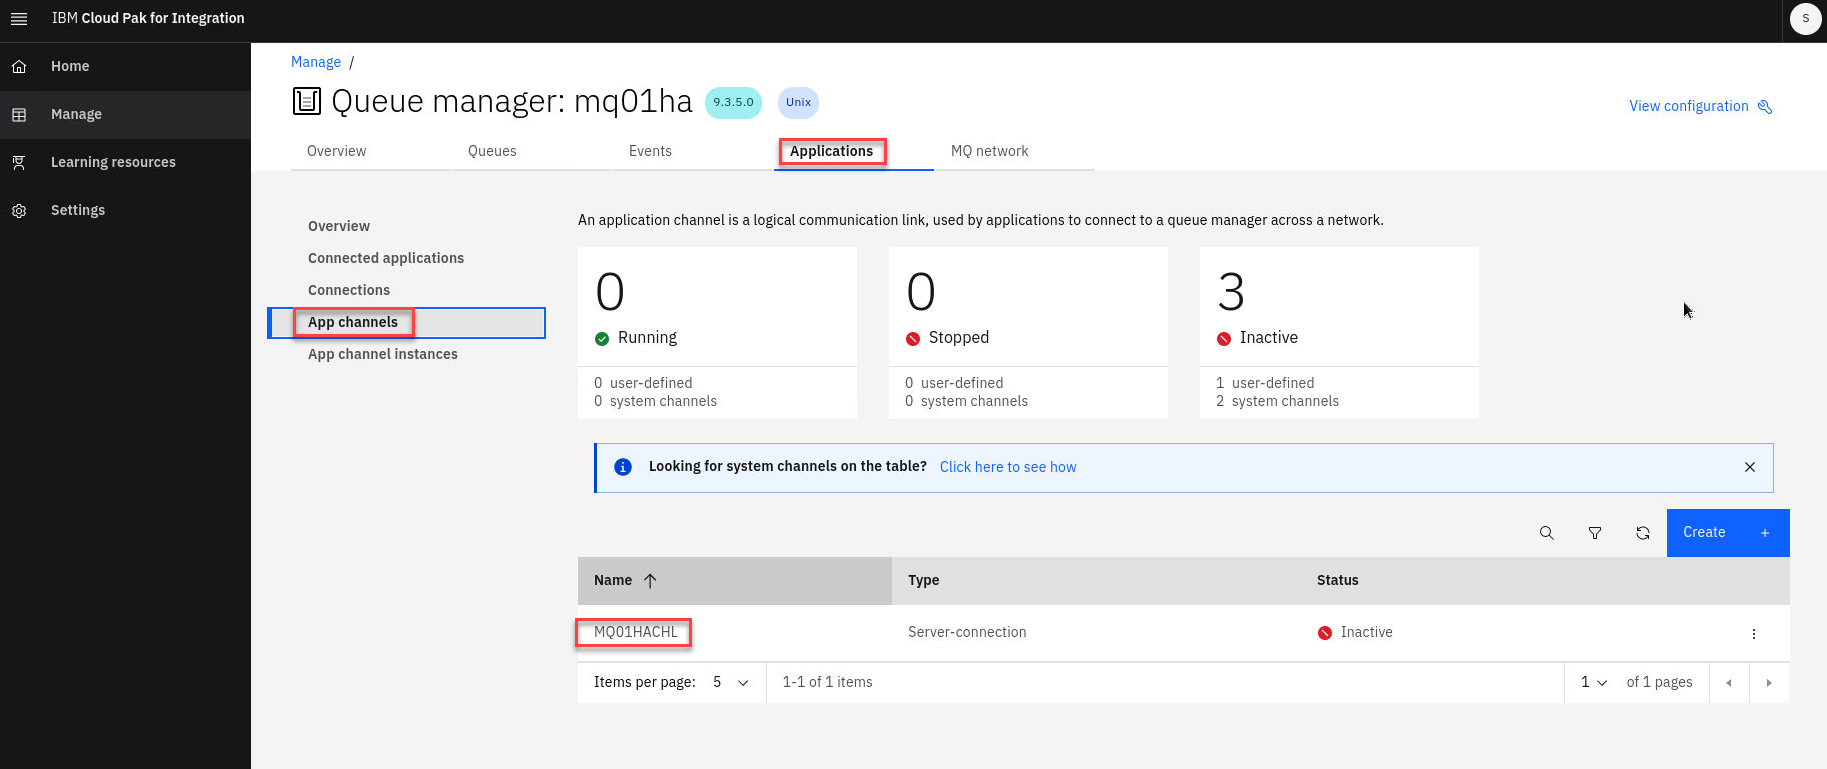 IBM Cloud Pak for Integration
S
Home
Manage
Learning resources
Settings
Manage /
Queue manager: mq01ha 9.3.5.0 Unix
View configuration
Overview Queues Events Applications MQ network
Overview
Connected applications
Connections
App channels
App channel instances
An application channel is a logical communication link, used by applications to connect to a queue manager across a network.
0
Running
0 user-defined
0 system channels
0
Stopped
0 user-defined
0 system channels
3
Inactive
1 user-defined
2 system channels
Looking for system channels on the table? Click here to see how
Create +
Name Type Status
MQ01HACHL Server-connection Inactive
Items per page: 5 1-1 of 1 items 1 of 1 pages